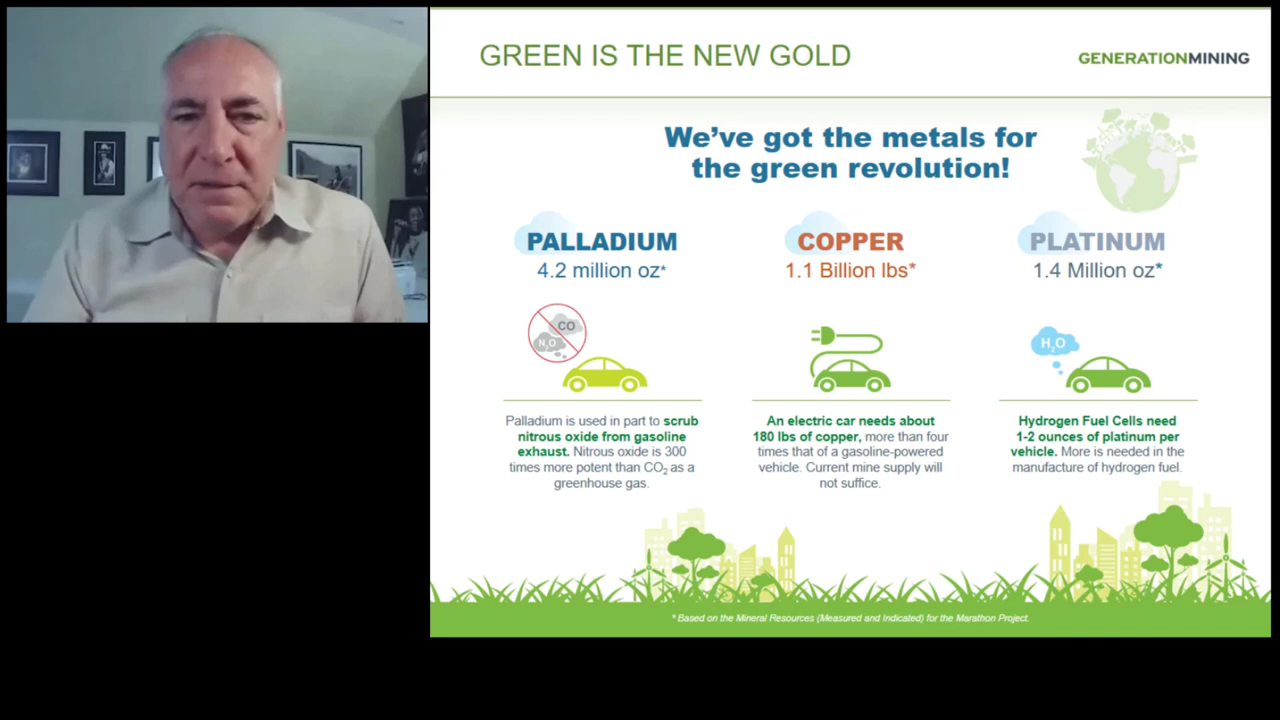 GREEN IS THE NEW GOLD
GENERATIONMINING
We've got the metals for
the green revolution!
PALLADIUM
4.2 million oz*
CO
N₂O
Palladium is used in part to scrub
nitrous oxide from gasoline
exhaust. Nitrous oxide is 300
times more potent than CO₂ as a
greenhouse gas.
COPPER
1.1 Billion lbs*
An electric car needs about
180 lbs of copper, more than four
times that of a gasoline-powered
vehicle. Current mine supply will
not suffice.
PLATINUM
1.4 Million oz*
H₂O
Hydrogen Fuel Cells need
1-2 ounces of platinum per
vehicle. More is needed in the
manufacture of hydrogen fuel.
* Based on the Mineral Resources (Measured and Indicated) for the Marathon Project.